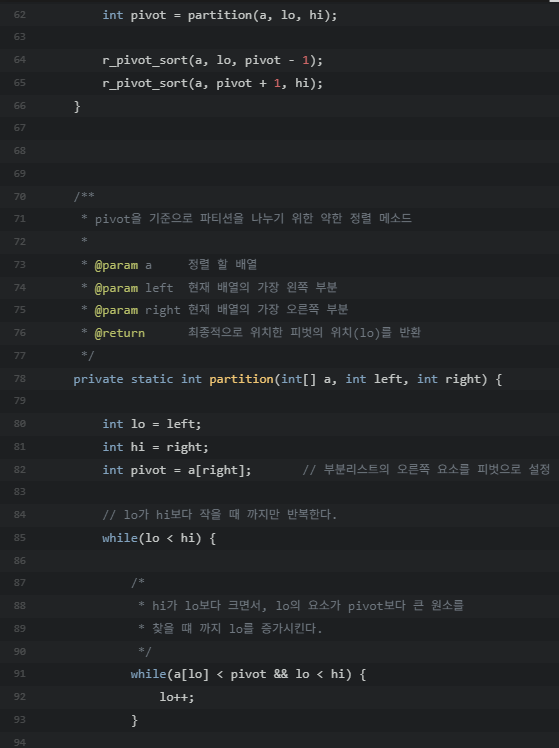 62 int pivot = partition(a, lo, hi);
63
64 r_pivot_sort(a, lo, pivot - 1);
65 r_pivot_sort(a, pivot + 1, hi);
66 }
67
68
69
70 /**
71 * pivot을 기준으로 파티션을 나누기 위한 약한 정렬 메소드
72 *
73 * @param a 정렬 할 배열
74 * @param left 현재 배열의 가장 왼쪽 부분
75 * @param right 현재 배열의 가장 오른쪽 부분
76 * @return 최종적으로 위치한 피벗의 위치(lo)를 반환
77 */
78 private static int partition(int[] a, int left, int right) {
79
80 int lo = left;
81 int hi = right;
82 int pivot = a[right]; // 부분리스트의 오른쪽 요소를 피벗으로 설정
83
84 // lo가 hi보다 작을 때 까지만 반복한다.
85 while(lo < hi) {
86
87 /*
88 * hi가 lo보다 크면서, lo의 요소가 pivot보다 큰 원소를
89 * 찾을 떄 까지 lo를 증가시킨다.
90 */
91 while(a[lo] < pivot && lo < hi) {
92 lo++;
93 }
94